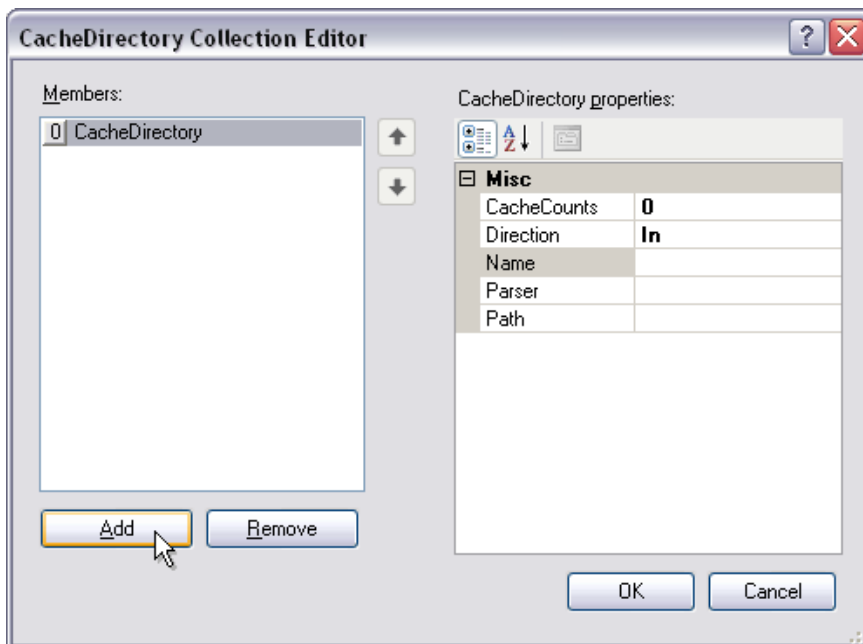 CacheDirectory Collection Editor
?
Members:
0 CacheDirectory
Add
Remove
CacheDirectory properties:
A
Z
Misc
CacheCounts 0
Direction In
Name
Parser
Path
OK
Cancel